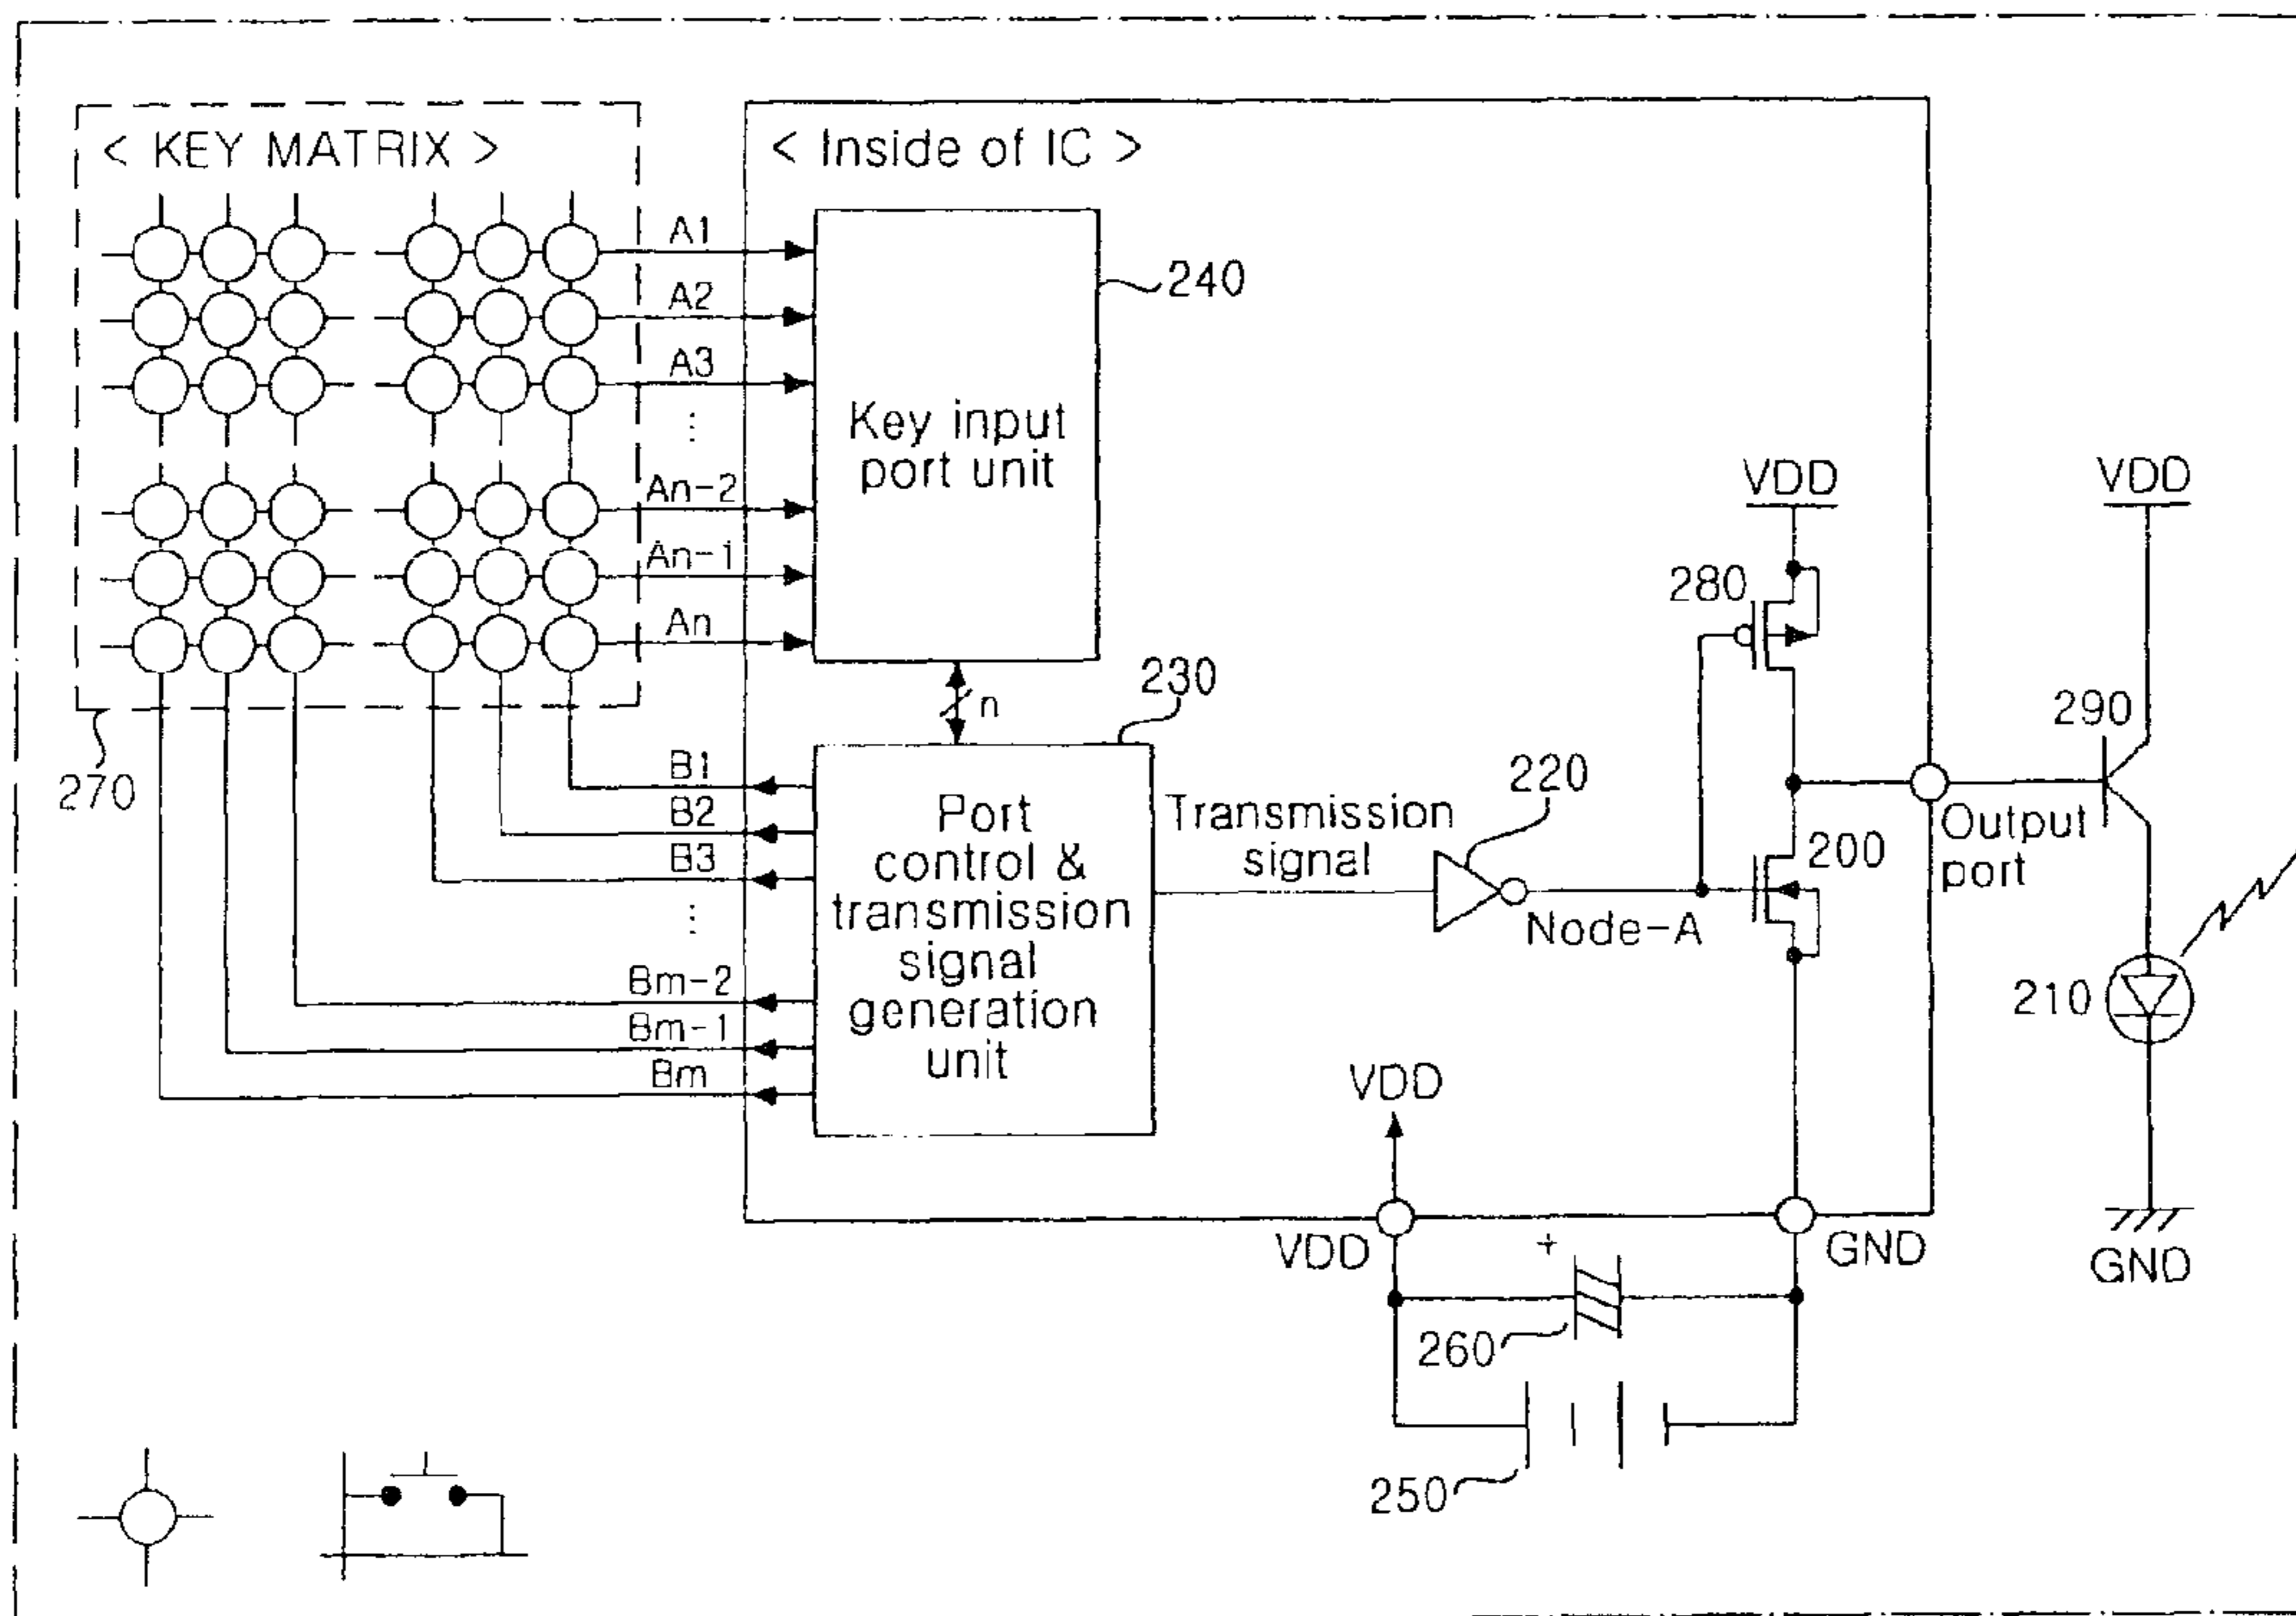 < KEY MATRIX >
< Inside of IC >
A1
A2
A3
⋮
An-2
An-1
An
Key input
port unit
240
n
230
270
B1
B2
B3
⋮
Bm-2
Bm-1
Bm
Port
control &
transmission
signal
generation
unit
Transmission
signal
220
Node-A
VDD
280
200
Output
port
VDD
290
210
GND
VDD
VDD
+
GND
260
250